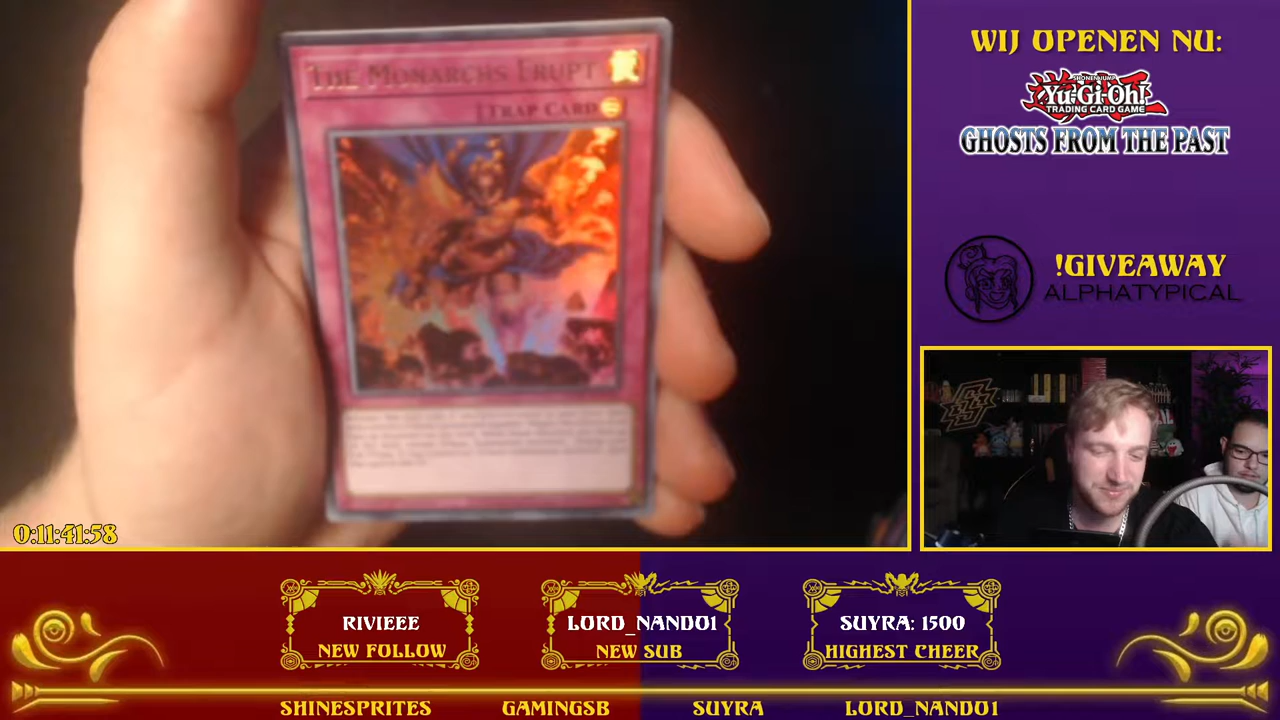 THE MONARCHS ERUPT
[TRAP CARD
0:11:41:58
WIJ OPENEN NU:
SHONEN JUMP
Yu-Gi-Oh!
TRADING CARD GAME
GHOSTS FROM THE PAST
!GIVEAWAY
ALPHATYPICAL
RIVIEEE
NEW FOLLOW
LORD_NANDO1
NEW SUB
SUYRA: 1500
HIGHEST CHEER
SHINESPRITES
GAMINGSB
SUYRA
LORD_NANDO1